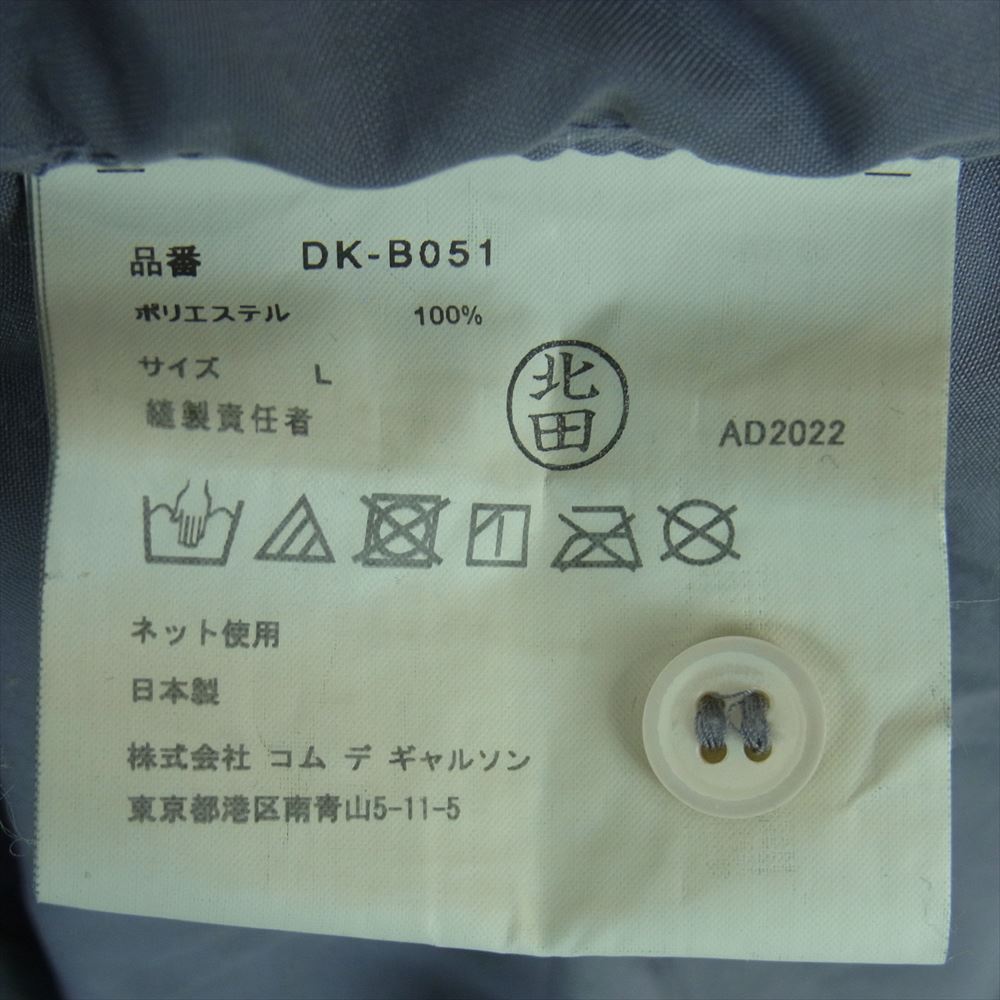 品番 DK-B051
ポリエステル 100%
サイズ L
縫製責任者 北田
AD2022
ネット使用
日本製
株式会社 コム デ ギャルソン
東京都港区南青山5-11-5